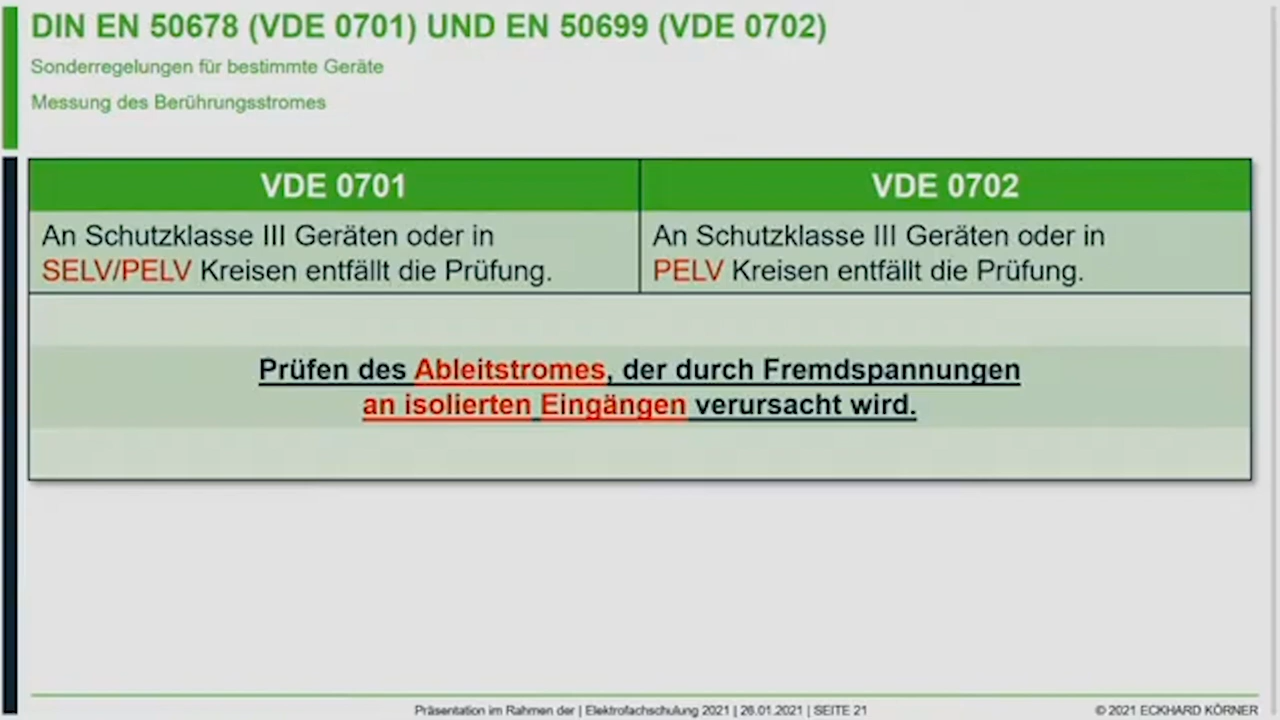 DIN EN 50678 (VDE 0701) UND EN 50699 (VDE 0702)
Sonderregelungen für bestimmte Geräte
Messung des Berührungsstromes
VDE 0701
VDE 0702
An Schutzklasse III Geräten oder in
SELV/PELV Kreisen entfällt die Prüfung.
An Schutzklasse III Geräten oder in
PELV Kreisen entfällt die Prüfung.
Prüfen des Ableitstromes, der durch Fremdspannungen
an isolierten Eingängen verursacht wird.
Präsentation im Rahmen der | Elektrofachschulung 2021 | 26.01.2021 | SEITE 21
© 2021 ECKHARD KÖRNER